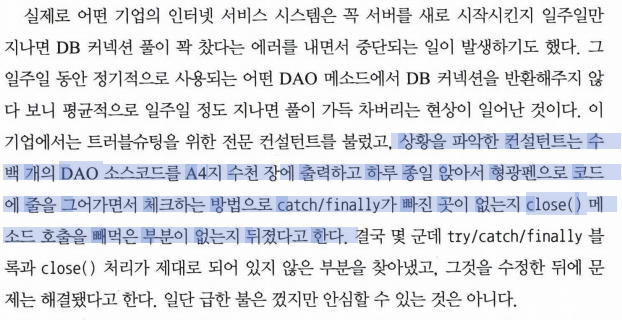 실제로 어떤 기업의 인터넷 서비스 시스템은 꼭 서버를 새로 시작시킨지 일주일만
지나면 DB 커넥션 풀이 꽉 찼다는 에러를 내면서 중단되는 일이 발생하기도 했다. 그
일주일 동안 정기적으로 사용되는 어떤 DAO 메소드에서 DB 커넥션을 반환해주지 않
다 보니 평균적으로 일주일 정도 지나면 풀이 가득 차버리는 현상이 일어난 것이다. 이
기업에서는 트러블슈팅을 위한 전문 컨설턴트를 불렀고, 상황을 파악한 컨설턴트는 수
백 개의 DAO 소스코드를 A4지 수천 장에 출력하고 하루 종일 앉아서 형광펜으로 코드
에 줄을 그어가면서 체크하는 방법으로 catch/finally가 빠진 곳이 없는지 close() 메
소드 호출을 빼먹은 부분이 없는지 뒤졌다고 한다. 결국 몇 군데 try/catch/finally 블
록과 close() 처리가 제대로 되어 있지 않은 부분을 찾아냈고, 그것을 수정한 뒤에 문
제는 해결됐다고 한다. 일단 급한 불은 껐지만 안심할 수 있는 것은 아니다.